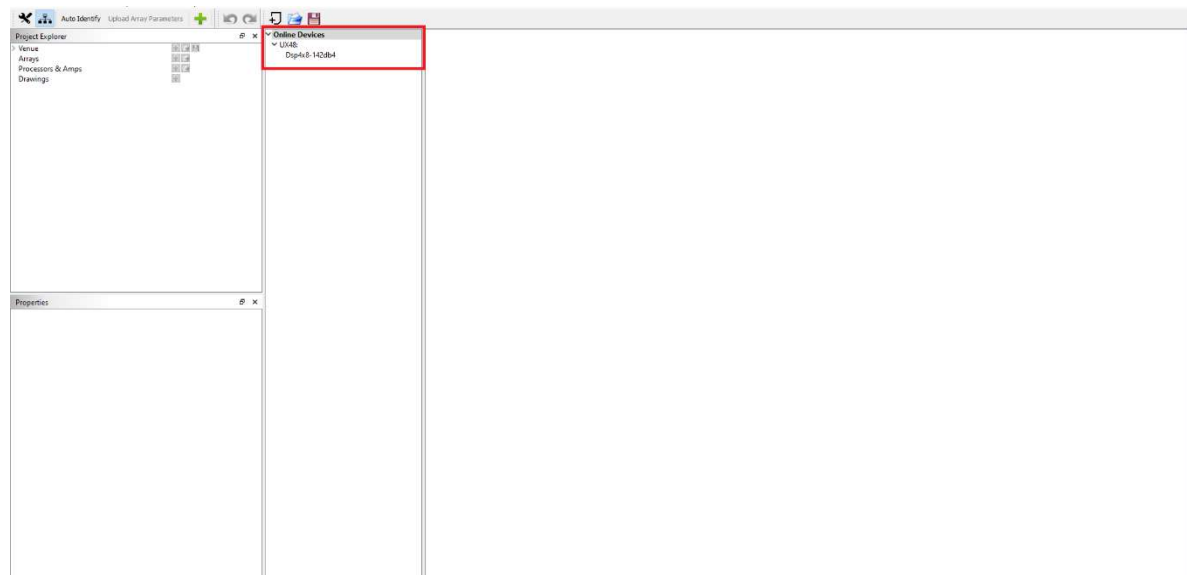 Auto Identify Upload Array Parameters
Project Explorer
Venue
Arrays
Processors & Amps
Drawings
Online Devices
UX48:
Dsp4x8-142db4
Properties